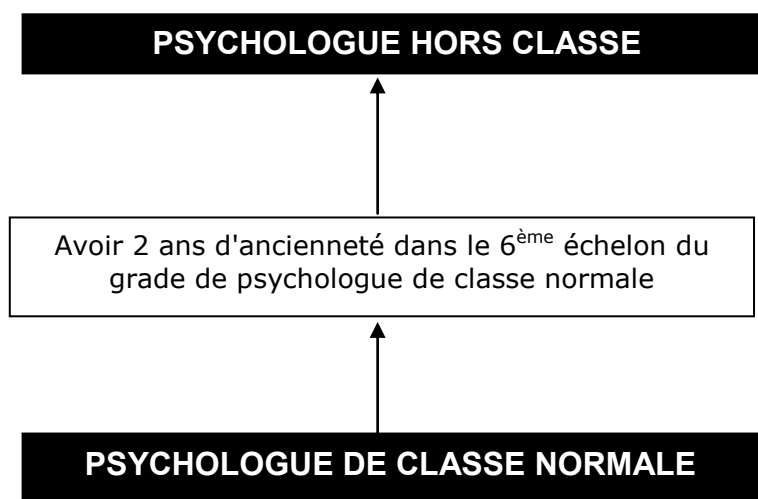 PSYCHOLOGUE HORS CLASSE
Avoir 2 ans d'ancienneté dans le 6ème échelon du
grade de psychologue de classe normale
PSYCHOLOGUE DE CLASSE NORMALE